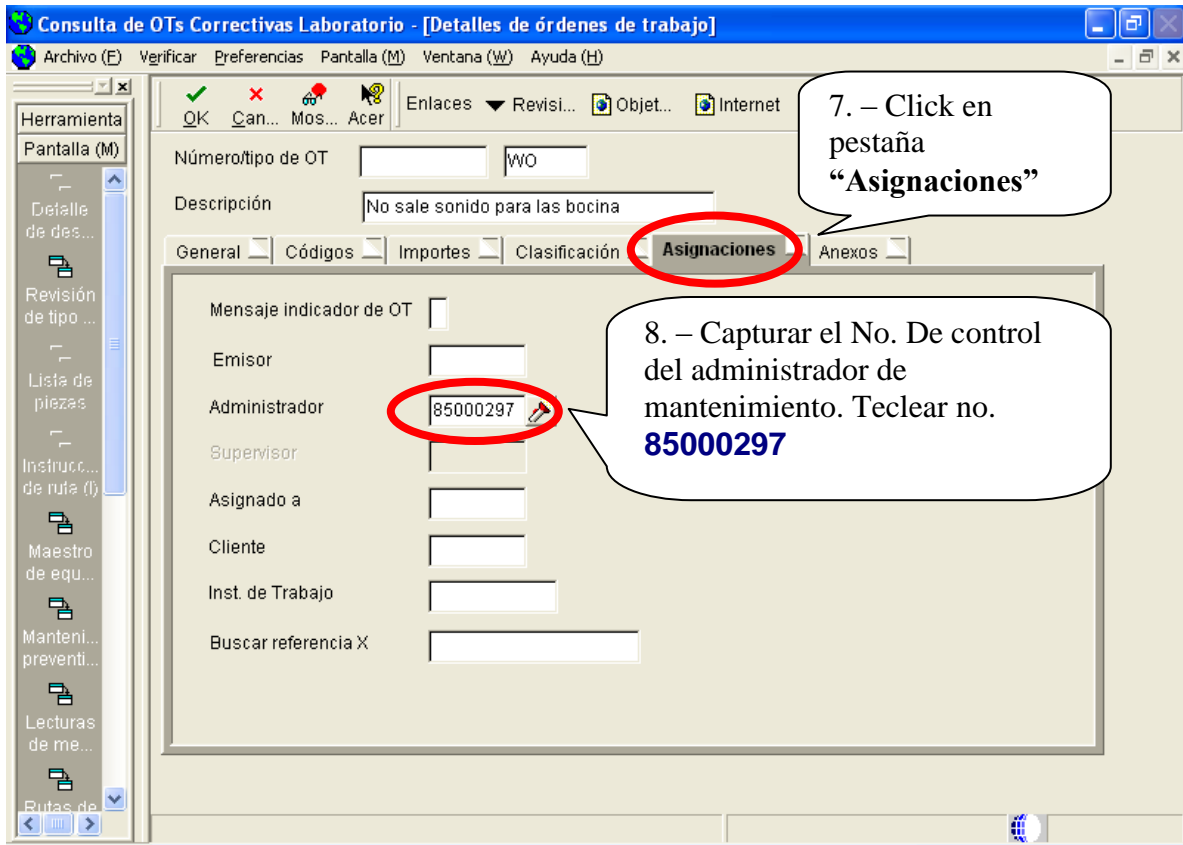 Consulta de OTs Correctivas Laboratorio - [Detalles de órdenes de trabajo]
Archivo (F) Verificar Preferencias Pantalla (M) Ventana (W) Ayuda (H)
Herramienta
Pantalla (M)
Detalle
de des...
Revisión
de tipo ...
Lista de
piezas
Instrucc...
de ruta (I)
Maestro
de equ...
Manteni...
preventi...
Lecturas
de me...
Rutas de
OK Can... Mos... Acer Enlaces Revisi... Objet... Internet
7. – Click en
pestaña
“Asignaciones”
Número/tipo de OT WO
Descripción No sale sonido para las bocina
General Códigos Importes Clasificación Asignaciones Anexos
Mensaje indicador de OT
Emisor
Administrador 85000297
Supervisor
Asignado a
Cliente
Inst. de Trabajo
Buscar referencia X
8. – Capturar el No. De control
del administrador de
mantenimiento. Teclear no.
85000297